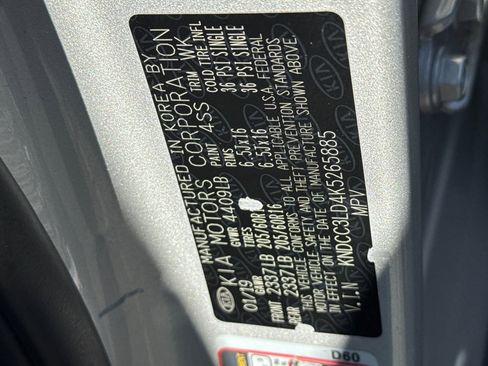 MANUFACTURED IN KOREA BY
KIA MOTORS CORPORATION
01/19 GVWR 4409LB PAINT 4SS TRIM WK
GAWR TIRES RIMS COLD TIRE INFL
FRONT 2337LB 205/60R RIMS 6.5Jx16 36 PSI SINGLE
REAR 2337LB 205/60R16 6.5Jx16 36 PSI SINGLE
THIS VEHICLE CONFORMS TO ALL APPLICABLE U.S.A. FEDERAL
MOTOR VEHICLE SAFETY AND THEFT PREVENTION STANDARDS
IN EFFECT ON THE DATE OF MANUFACTURE SHOWN ABOVE.
V.I.N KNDCC3LD4K5265885
MPV
D60